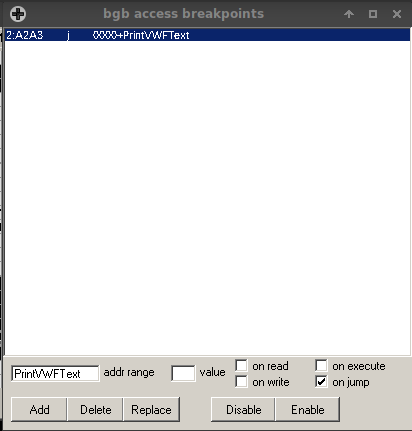 bgb access breakpoints
2:A2A3 j XXXX+PrintVWFText
PrintVWFText addr range value on read on execute
on write on jump
Add Delete Replace Disable Enable